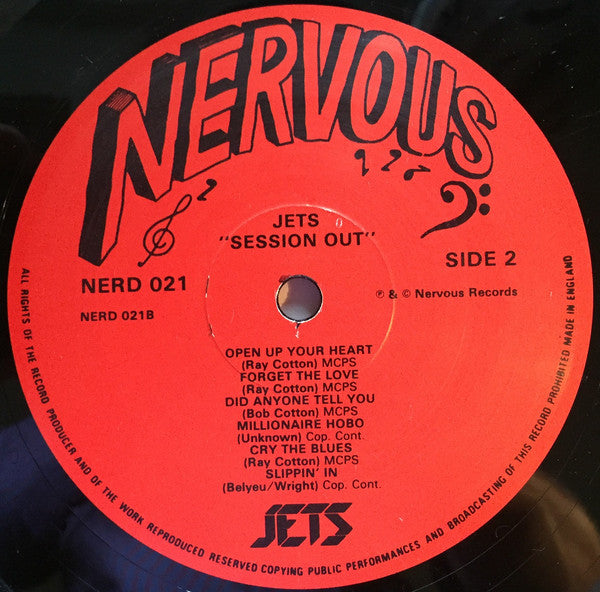 NERVOUS
JETS
"SESSION OUT"
SIDE 2
NERD 021
NERD 021B
℗ & © Nervous Records
OPEN UP YOUR HEART
(Ray Cotton) MCPS
FORGET THE LOVE
(Ray Cotton) MCPS
DID ANYONE TELL YOU
(Bob Cotton) MCPS
MILLIONAIRE HOBO
(Unknown) Cop. Cont.
CRY THE BLUES
(Ray Cotton) MCPS
SLIPPIN' IN
(Belyeu/Wright) Cop. Cont.
JETS
ALL RIGHTS OF THE RECORD PRODUCER AND OF THE WORK REPRODUCED RESERVED COPYING PUBLIC PERFORMANCES AND BROADCASTING OF THIS RECORD PROHIBITED MADE IN ENGLAND